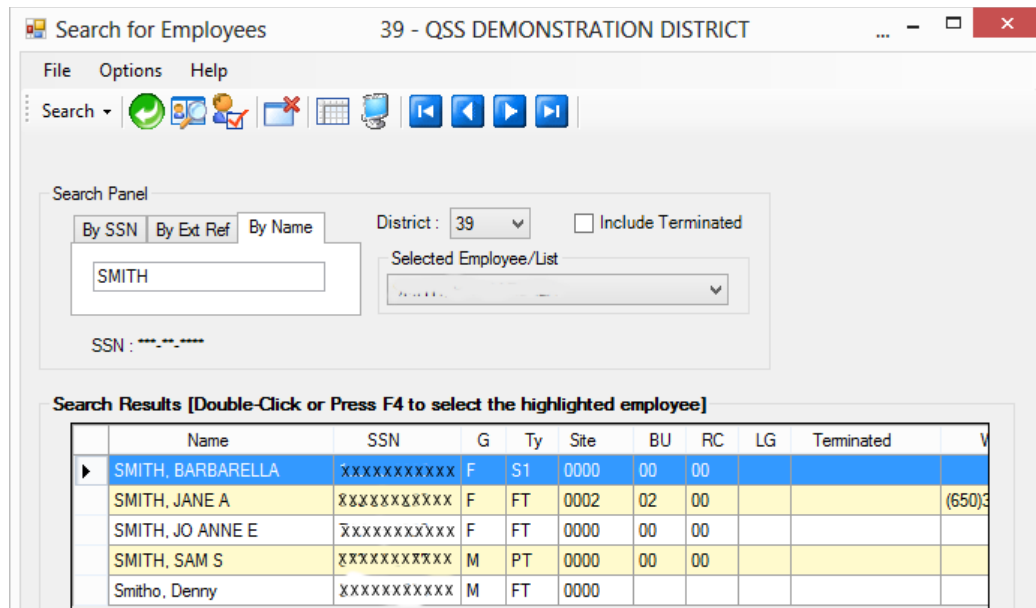 Search for Employees 39 - QSS DEMONSTRATION DISTRICT ...
File Options Help
Search
Search Panel
By SSN By Ext Ref By Name District : 39 Include Terminated
SMITH Selected Employee/List
SSN : ***-**-****
Search Results [Double-Click or Press F4 to select the highlighted employee]
Name SSN G Ty Site BU RC LG Terminated
SMITH, BARBARELLA xxxxxxxxxxx F S1 0000 00 00
SMITH, JANE A xxxxxxxxxxx F FT 0002 02 00 (650)3
SMITH, JO ANNE E xxxxxxxxxxx F FT 0000 00 00
SMITH, SAM S xxxxxxxxxxx M PT 0000 00 00
Smitho, Denny xxxxxxxxxxx M FT 0000